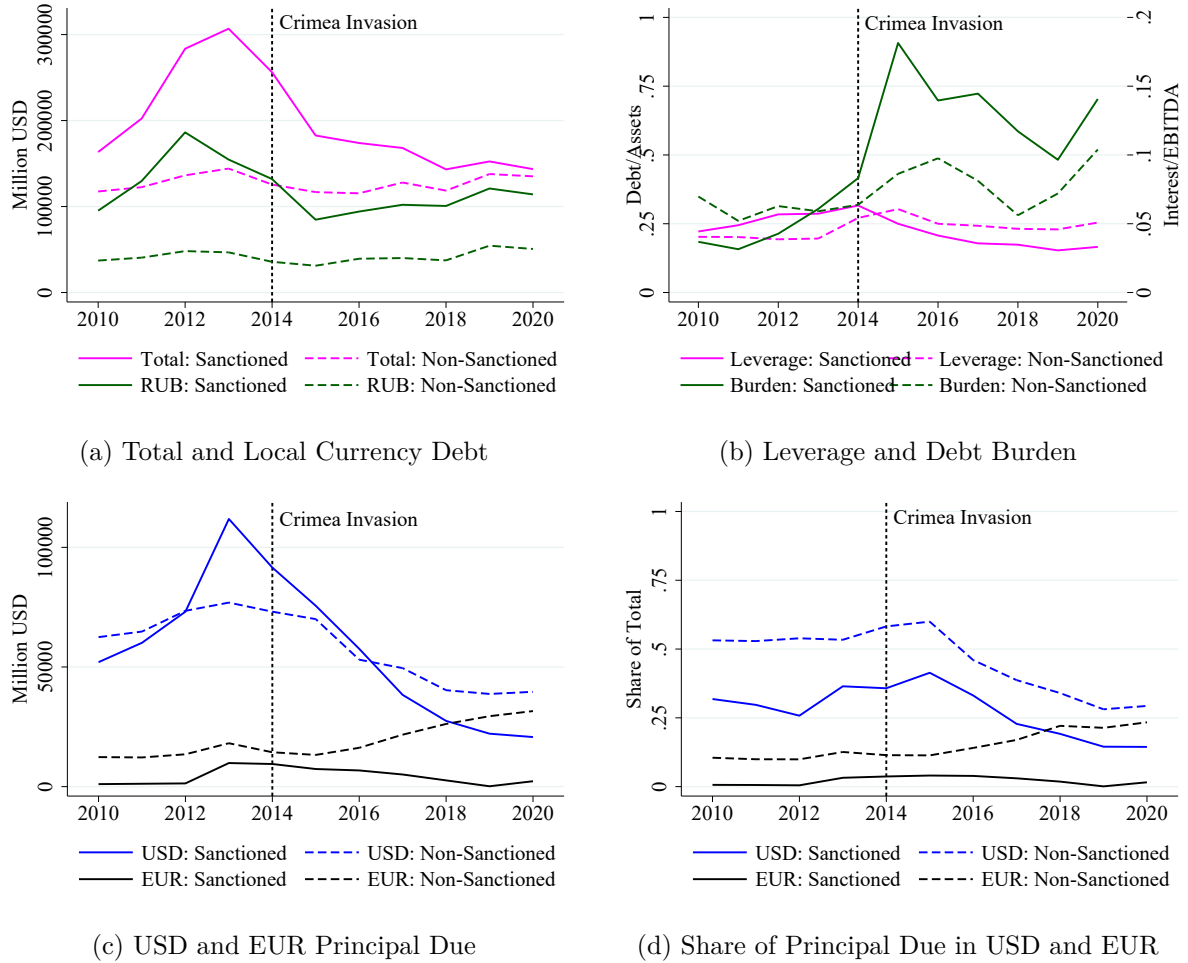 Crimea Invasion
Million USD
0 100000 200000 300000
2010 2012 2014 2016 2018 2020
Total: Sanctioned Total: Non-Sanctioned
RUB: Sanctioned RUB: Non-Sanctioned
(a) Total and Local Currency Debt
Crimea Invasion
Debt/Assets
0 .25 .5 .75 1
Interest/EBITDA
0 .05 .1 .15 .2
2010 2012 2014 2016 2018 2020
Leverage: Sanctioned Leverage: Non-Sanctioned
Burden: Sanctioned Burden: Non-Sanctioned
(b) Leverage and Debt Burden
Crimea Invasion
Million USD
0 50000 100000
2010 2012 2014 2016 2018 2020
USD: Sanctioned USD: Non-Sanctioned
EUR: Sanctioned EUR: Non-Sanctioned
(c) USD and EUR Principal Due
Crimea Invasion
Share of Total
0 .25 .5 .75 1
2010 2012 2014 2016 2018 2020
USD: Sanctioned USD: Non-Sanctioned
EUR: Sanctioned EUR: Non-Sanctioned
(d) Share of Principal Due in USD and EUR